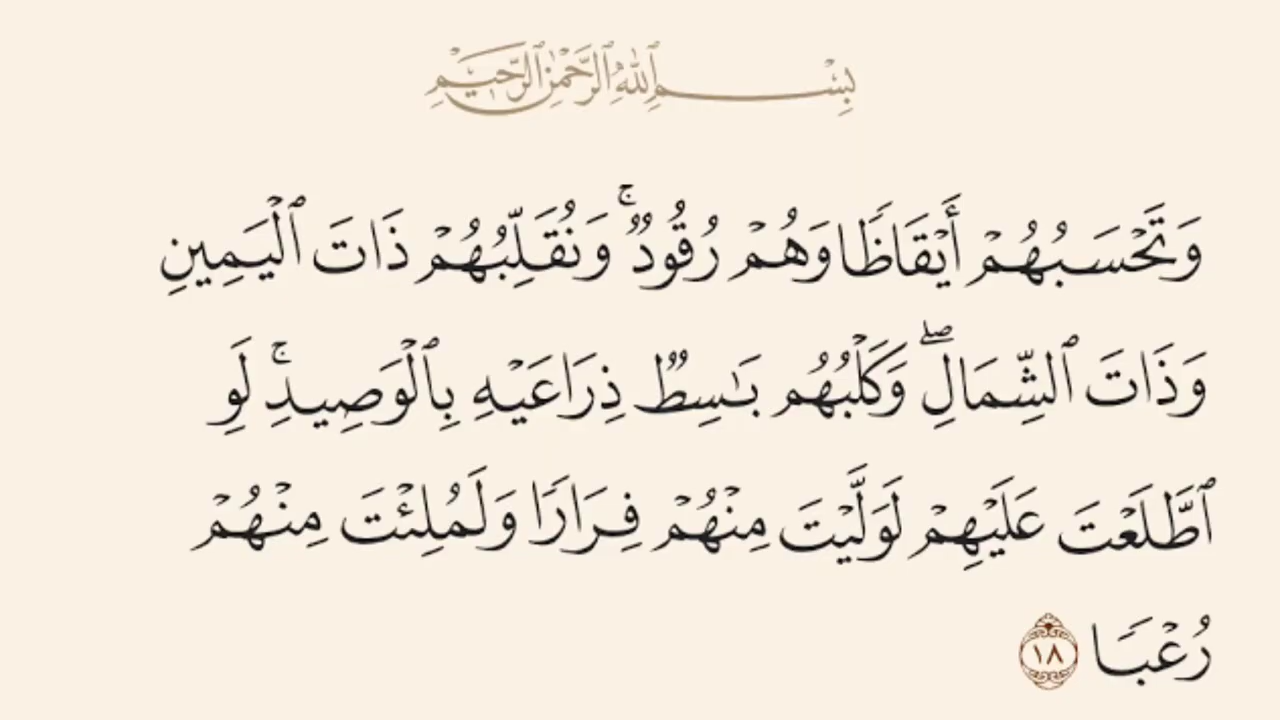 بِسْمِ ٱللَّهِ ٱلرَّحْمَٰنِ ٱلرَّحِيمِ
وَتَحْسَبُهُمْ أَيْقَاظًا وَهُمْ رُقُودٌ ۚ وَنُقَلِّبُهُمْ ذَاتَ ٱلْيَمِينِ
وَذَاتَ ٱلشِّمَالِ ۖ وَكَلْبُهُم بَـٰسِطٌ ذِرَاعَيْهِ بِٱلْوَصِيدِ ۚ لَوِ
ٱطَّلَعْتَ عَلَيْهِمْ لَوَلَّيْتَ مِنْهُمْ فِرَارًا وَلَمُلِئْتَ مِنْهُمْ
رُعْبًا ١٨